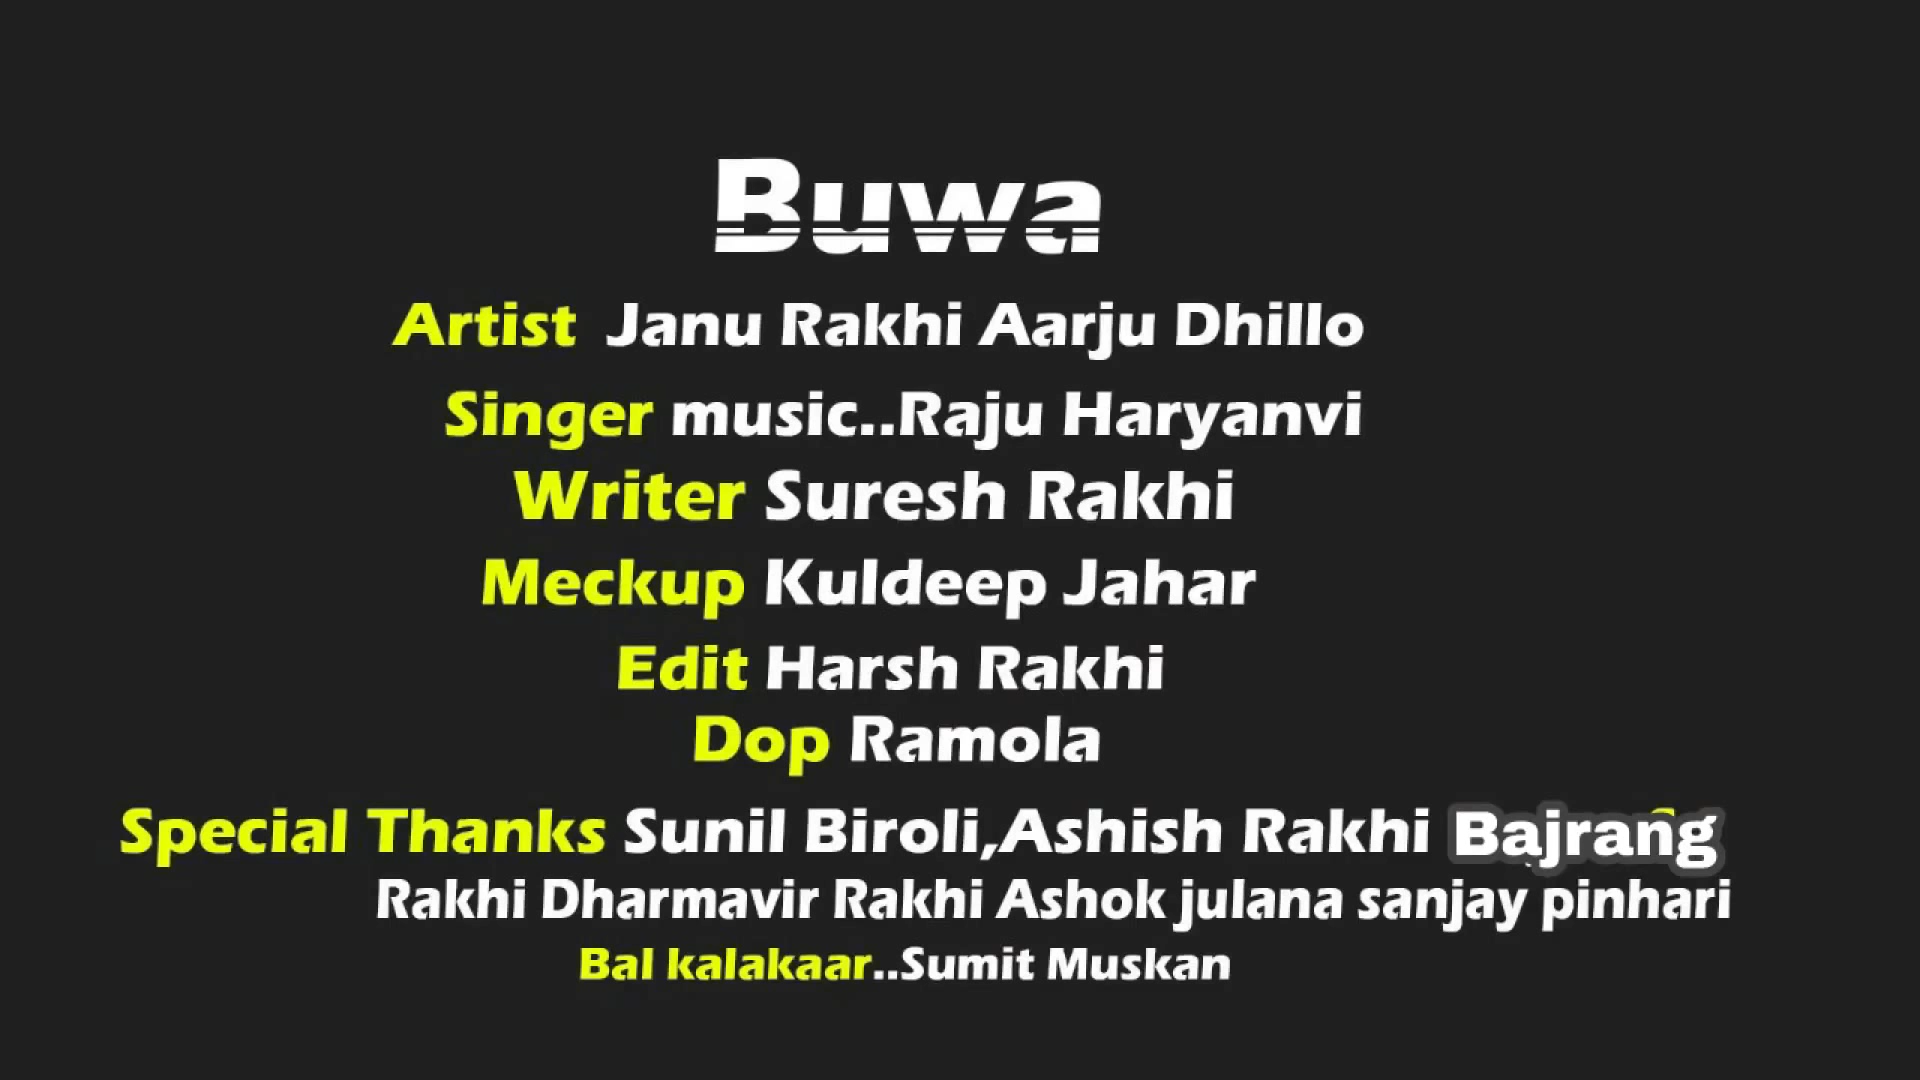 Buwa
Artist Janu Rakhi Aarju Dhillo
Singer music..Raju Haryanvi
Writer Suresh Rakhi
Meckup Kuldeep Jahar
Edit Harsh Rakhi
Dop Ramola
Special Thanks Sunil Biroli,Ashish Rakhi Bajrang
Rakhi Dharmavir Rakhi Ashok julana sanjay pinhari
Bal kalakaar..Sumit Muskan